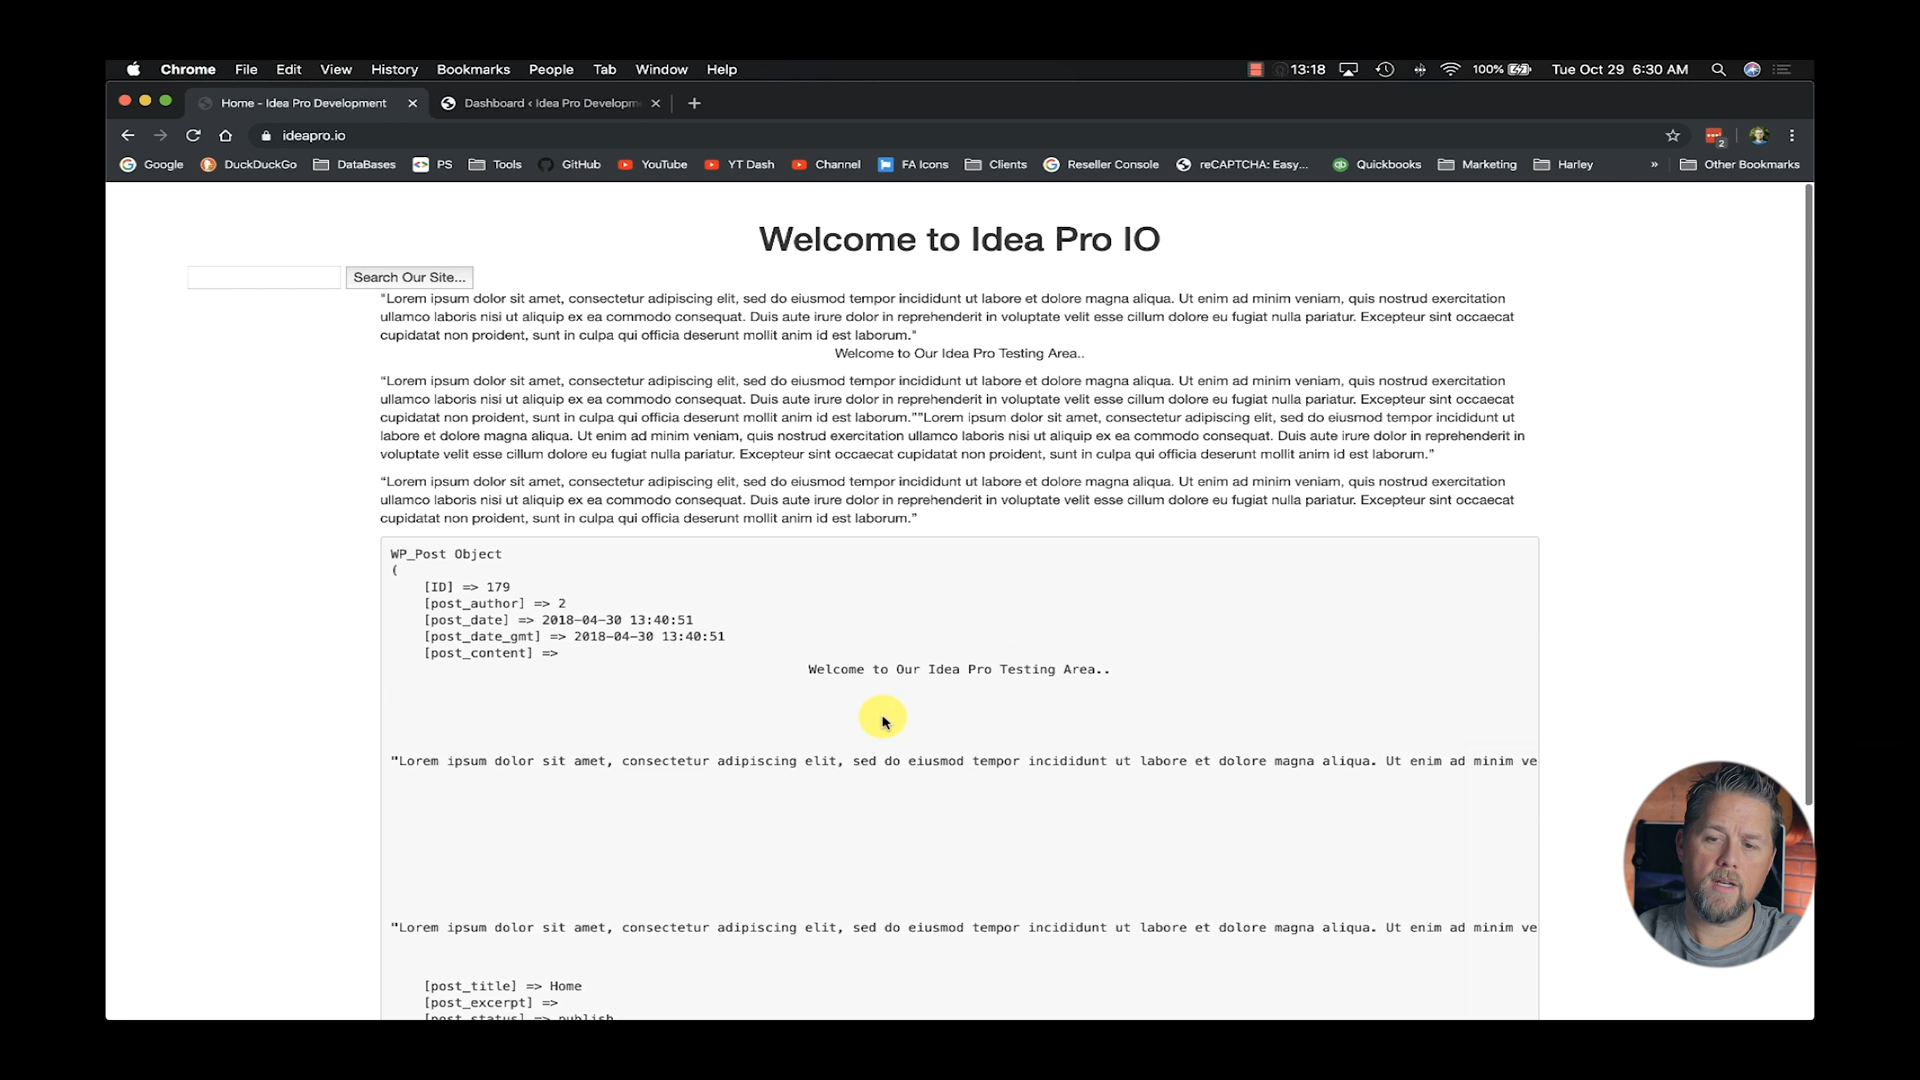 Chrome File Edit View History Bookmarks People Tab Window Help 13:18 100% Tue Oct 29 6:30 AM
Home - Idea Pro Development Dashboard ‹ Idea Pro Developm
ideapro.io 2
Google DuckDuckGo DataBases PS Tools GitHub YouTube YT Dash Channel FA Icons Clients Reseller Console reCAPTCHA: Easy... Quickbooks Marketing Harley » Other Bookmarks
Welcome to Idea Pro IO
Search Our Site...
"Lorem ipsum dolor sit amet, consectetur adipiscing elit, sed do eiusmod tempor incididunt ut labore et dolore magna aliqua. Ut enim ad minim veniam, quis nostrud exercitation
ullamco laboris nisi ut aliquip ex ea commodo consequat. Duis aute irure dolor in reprehenderit in voluptate velit esse cillum dolore eu fugiat nulla pariatur. Excepteur sint occaecat
cupidatat non proident, sunt in culpa qui officia deserunt mollit anim id est laborum."
Welcome to Our Idea Pro Testing Area..
“Lorem ipsum dolor sit amet, consectetur adipiscing elit, sed do eiusmod tempor incididunt ut labore et dolore magna aliqua. Ut enim ad minim veniam, quis nostrud exercitation
ullamco laboris nisi ut aliquip ex ea commodo consequat. Duis aute irure dolor in reprehenderit in voluptate velit esse cillum dolore eu fugiat nulla pariatur. Excepteur sint occaecat
cupidatat non proident, sunt in culpa qui officia deserunt mollit anim id est laborum.””Lorem ipsum dolor sit amet, consectetur adipiscing elit, sed do eiusmod tempor incididunt ut
labore et dolore magna aliqua. Ut enim ad minim veniam, quis nostrud exercitation ullamco laboris nisi ut aliquip ex ea commodo consequat. Duis aute irure dolor in reprehenderit in
voluptate velit esse cillum dolore eu fugiat nulla pariatur. Excepteur sint occaecat cupidatat non proident, sunt in culpa qui officia deserunt mollit anim id est laborum.”
“Lorem ipsum dolor sit amet, consectetur adipiscing elit, sed do eiusmod tempor incididunt ut labore et dolore magna aliqua. Ut enim ad minim veniam, quis nostrud exercitation
ullamco laboris nisi ut aliquip ex ea commodo consequat. Duis aute irure dolor in reprehenderit in voluptate velit esse cillum dolore eu fugiat nulla pariatur. Excepteur sint occaecat
cupidatat non proident, sunt in culpa qui officia deserunt mollit anim id est laborum.”
WP_Post Object
(
[ID] => 179
[post_author] => 2
[post_date] => 2018-04-30 13:40:51
[post_date_gmt] => 2018-04-30 13:40:51
[post_content] =>
Welcome to Our Idea Pro Testing Area..
"Lorem ipsum dolor sit amet, consectetur adipiscing elit, sed do eiusmod tempor incididunt ut labore et dolore magna aliqua. Ut enim ad minim ve
"Lorem ipsum dolor sit amet, consectetur adipiscing elit, sed do eiusmod tempor incididunt ut labore et dolore magna aliqua. Ut enim ad minim ve
[post_title] => Home
[post_excerpt] =>
[post_status] => publish